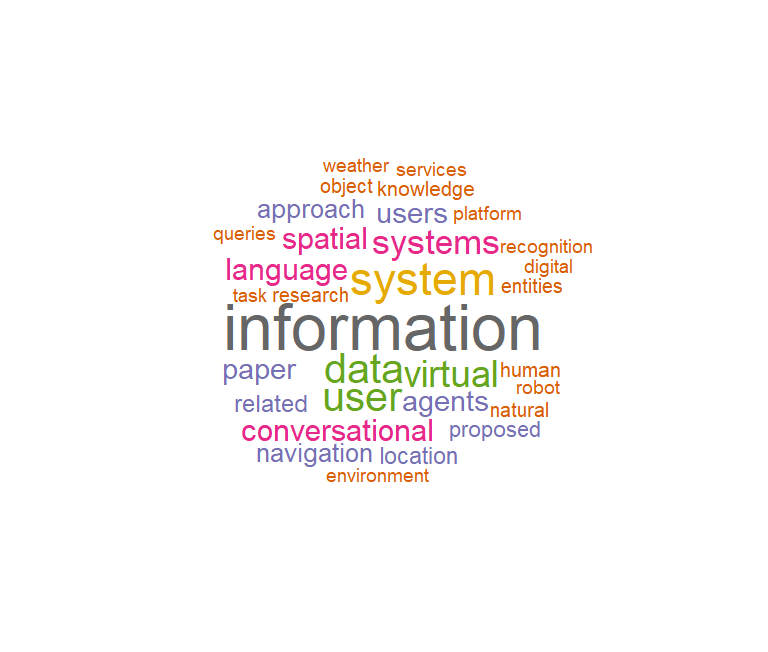 weather services
object knowledge
approach users platform
queries spatial systems recognition
language system digital
entities
task research
information
paper data virtual human
robot
related user agents natural
conversational proposed
navigation location
environment